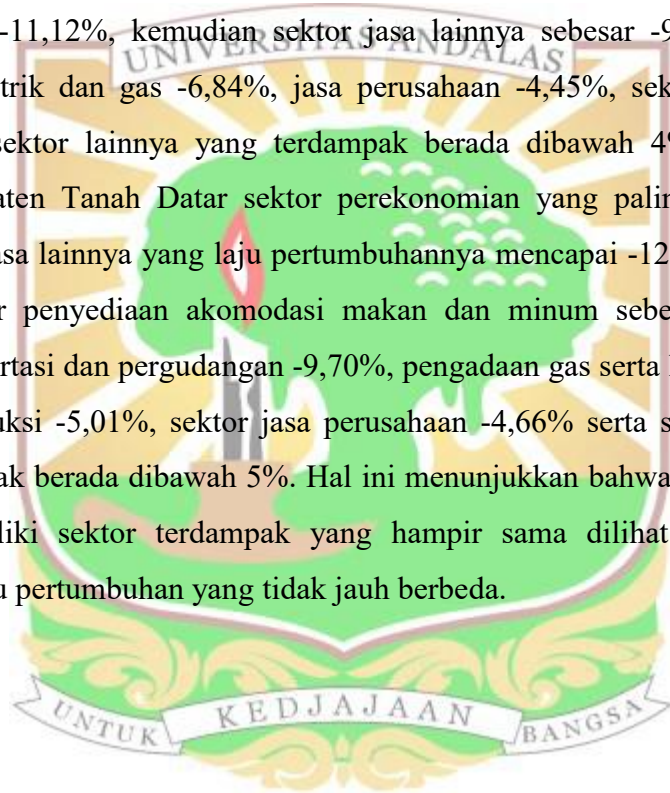 -11,12%, kemudian sektor jasa lainnya sebesar -9
UNIVERSITAS ANDALAS
trik dan gas -6,84%, jasa perusahaan -4,45%, sek
sektor lainnya yang terdampak berada dibawah 4%
aten Tanah Datar sektor perekonomian yang palin
asa lainnya yang laju pertumbuhannya mencapai -12
r penyediaan akomodasi makan dan minum sebe
rtasi dan pergudangan -9,70%, pengadaan gas serta
uksi -5,01%, sektor jasa perusahaan -4,66% serta s
ak berada dibawah 5%. Hal ini menunjukkan bahwa
liki sektor terdampak yang hampir sama dilihat
u pertumbuhan yang tidak jauh berbeda.
UNTUK KEDJAJAAN BANGSA